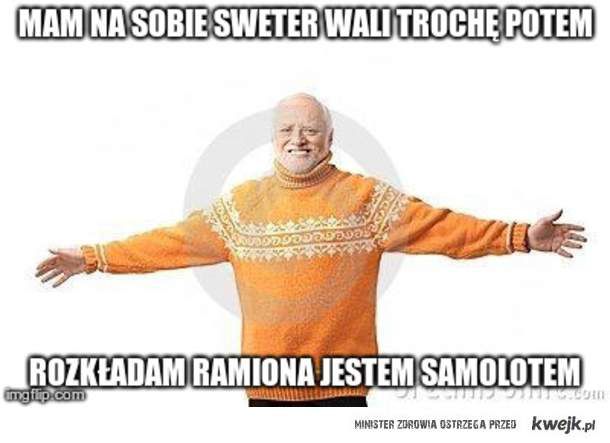 MAM NA SOBIE SWETER WALI TROCHĘ POTEM
ROZKŁADAM RAMIONA JESTEM SAMOLOTEM
imgflip.com
MINISTER ZDROWIA OSTRZEGA PRZED kwejk.pl